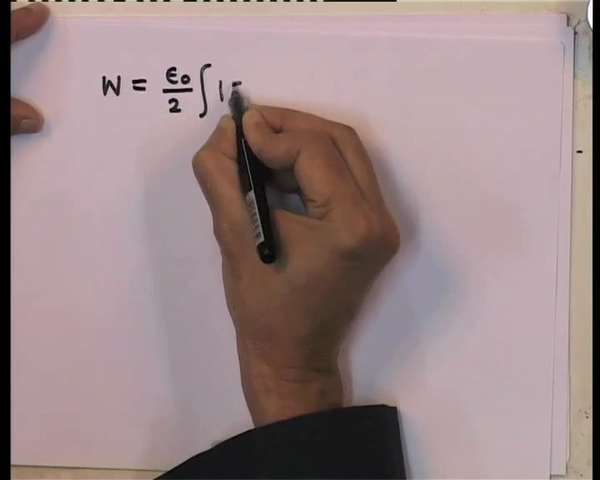 W = ε₀/2 ∫ |